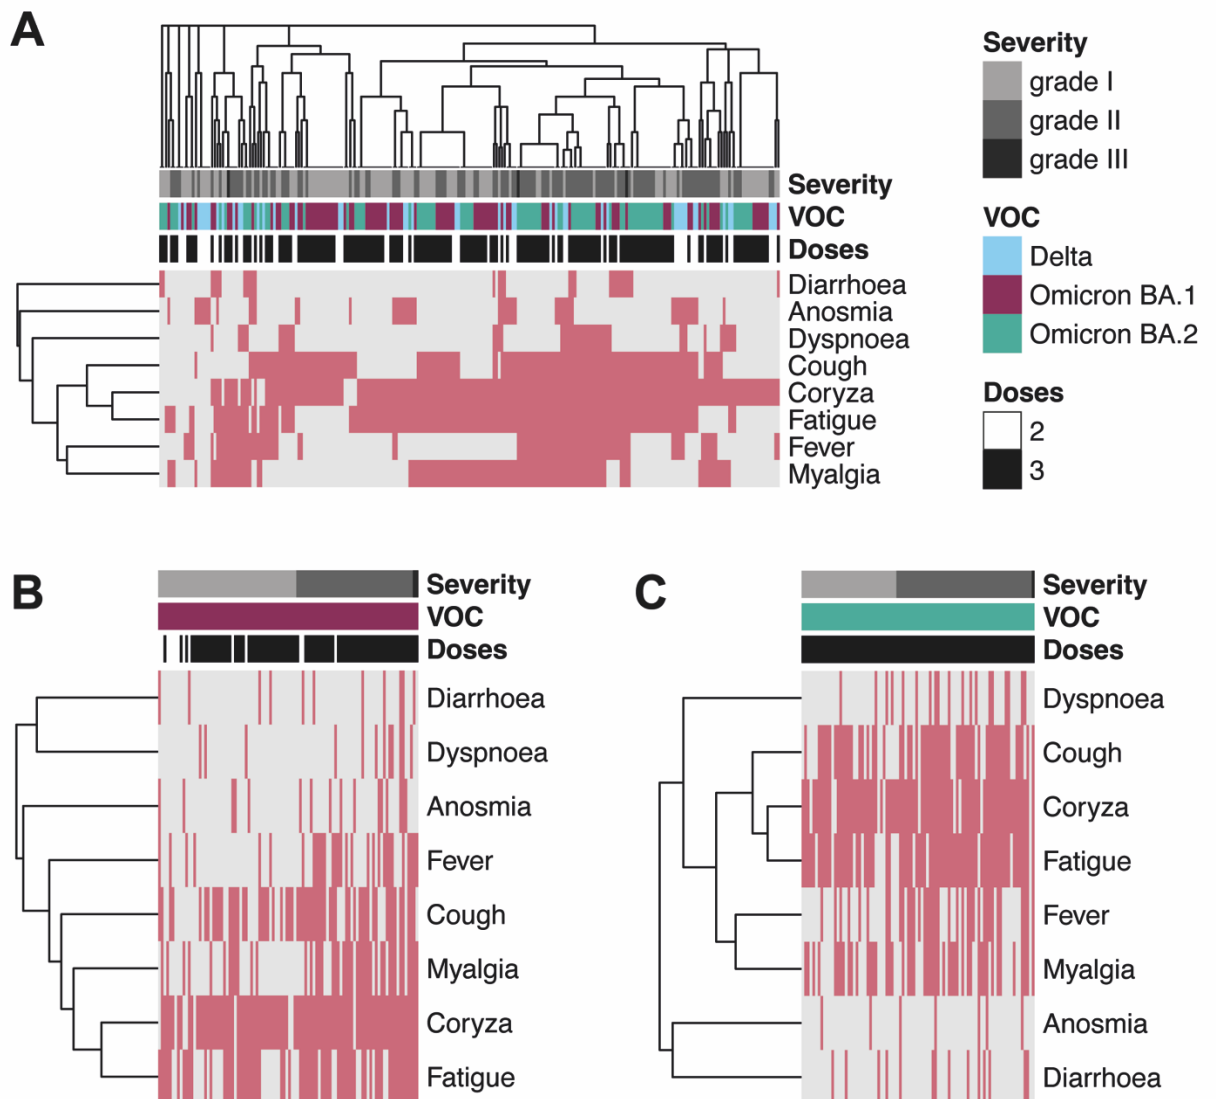 A
Severity
VOC
Doses
Diarrhoea
Anosmia
Dyspnoea
Cough
Coryza
Fatigue
Fever
Myalgia
Severity
grade I
grade II
grade III
VOC
Delta
Omicron BA.1
Omicron BA.2
Doses
2
3
B
Severity
VOC
Doses
Diarrhoea
Dyspnoea
Anosmia
Fever
Cough
Myalgia
Coryza
Fatigue
C
Severity
VOC
Doses
Dyspnoea
Cough
Coryza
Fatigue
Fever
Myalgia
Anosmia
Diarrhoea